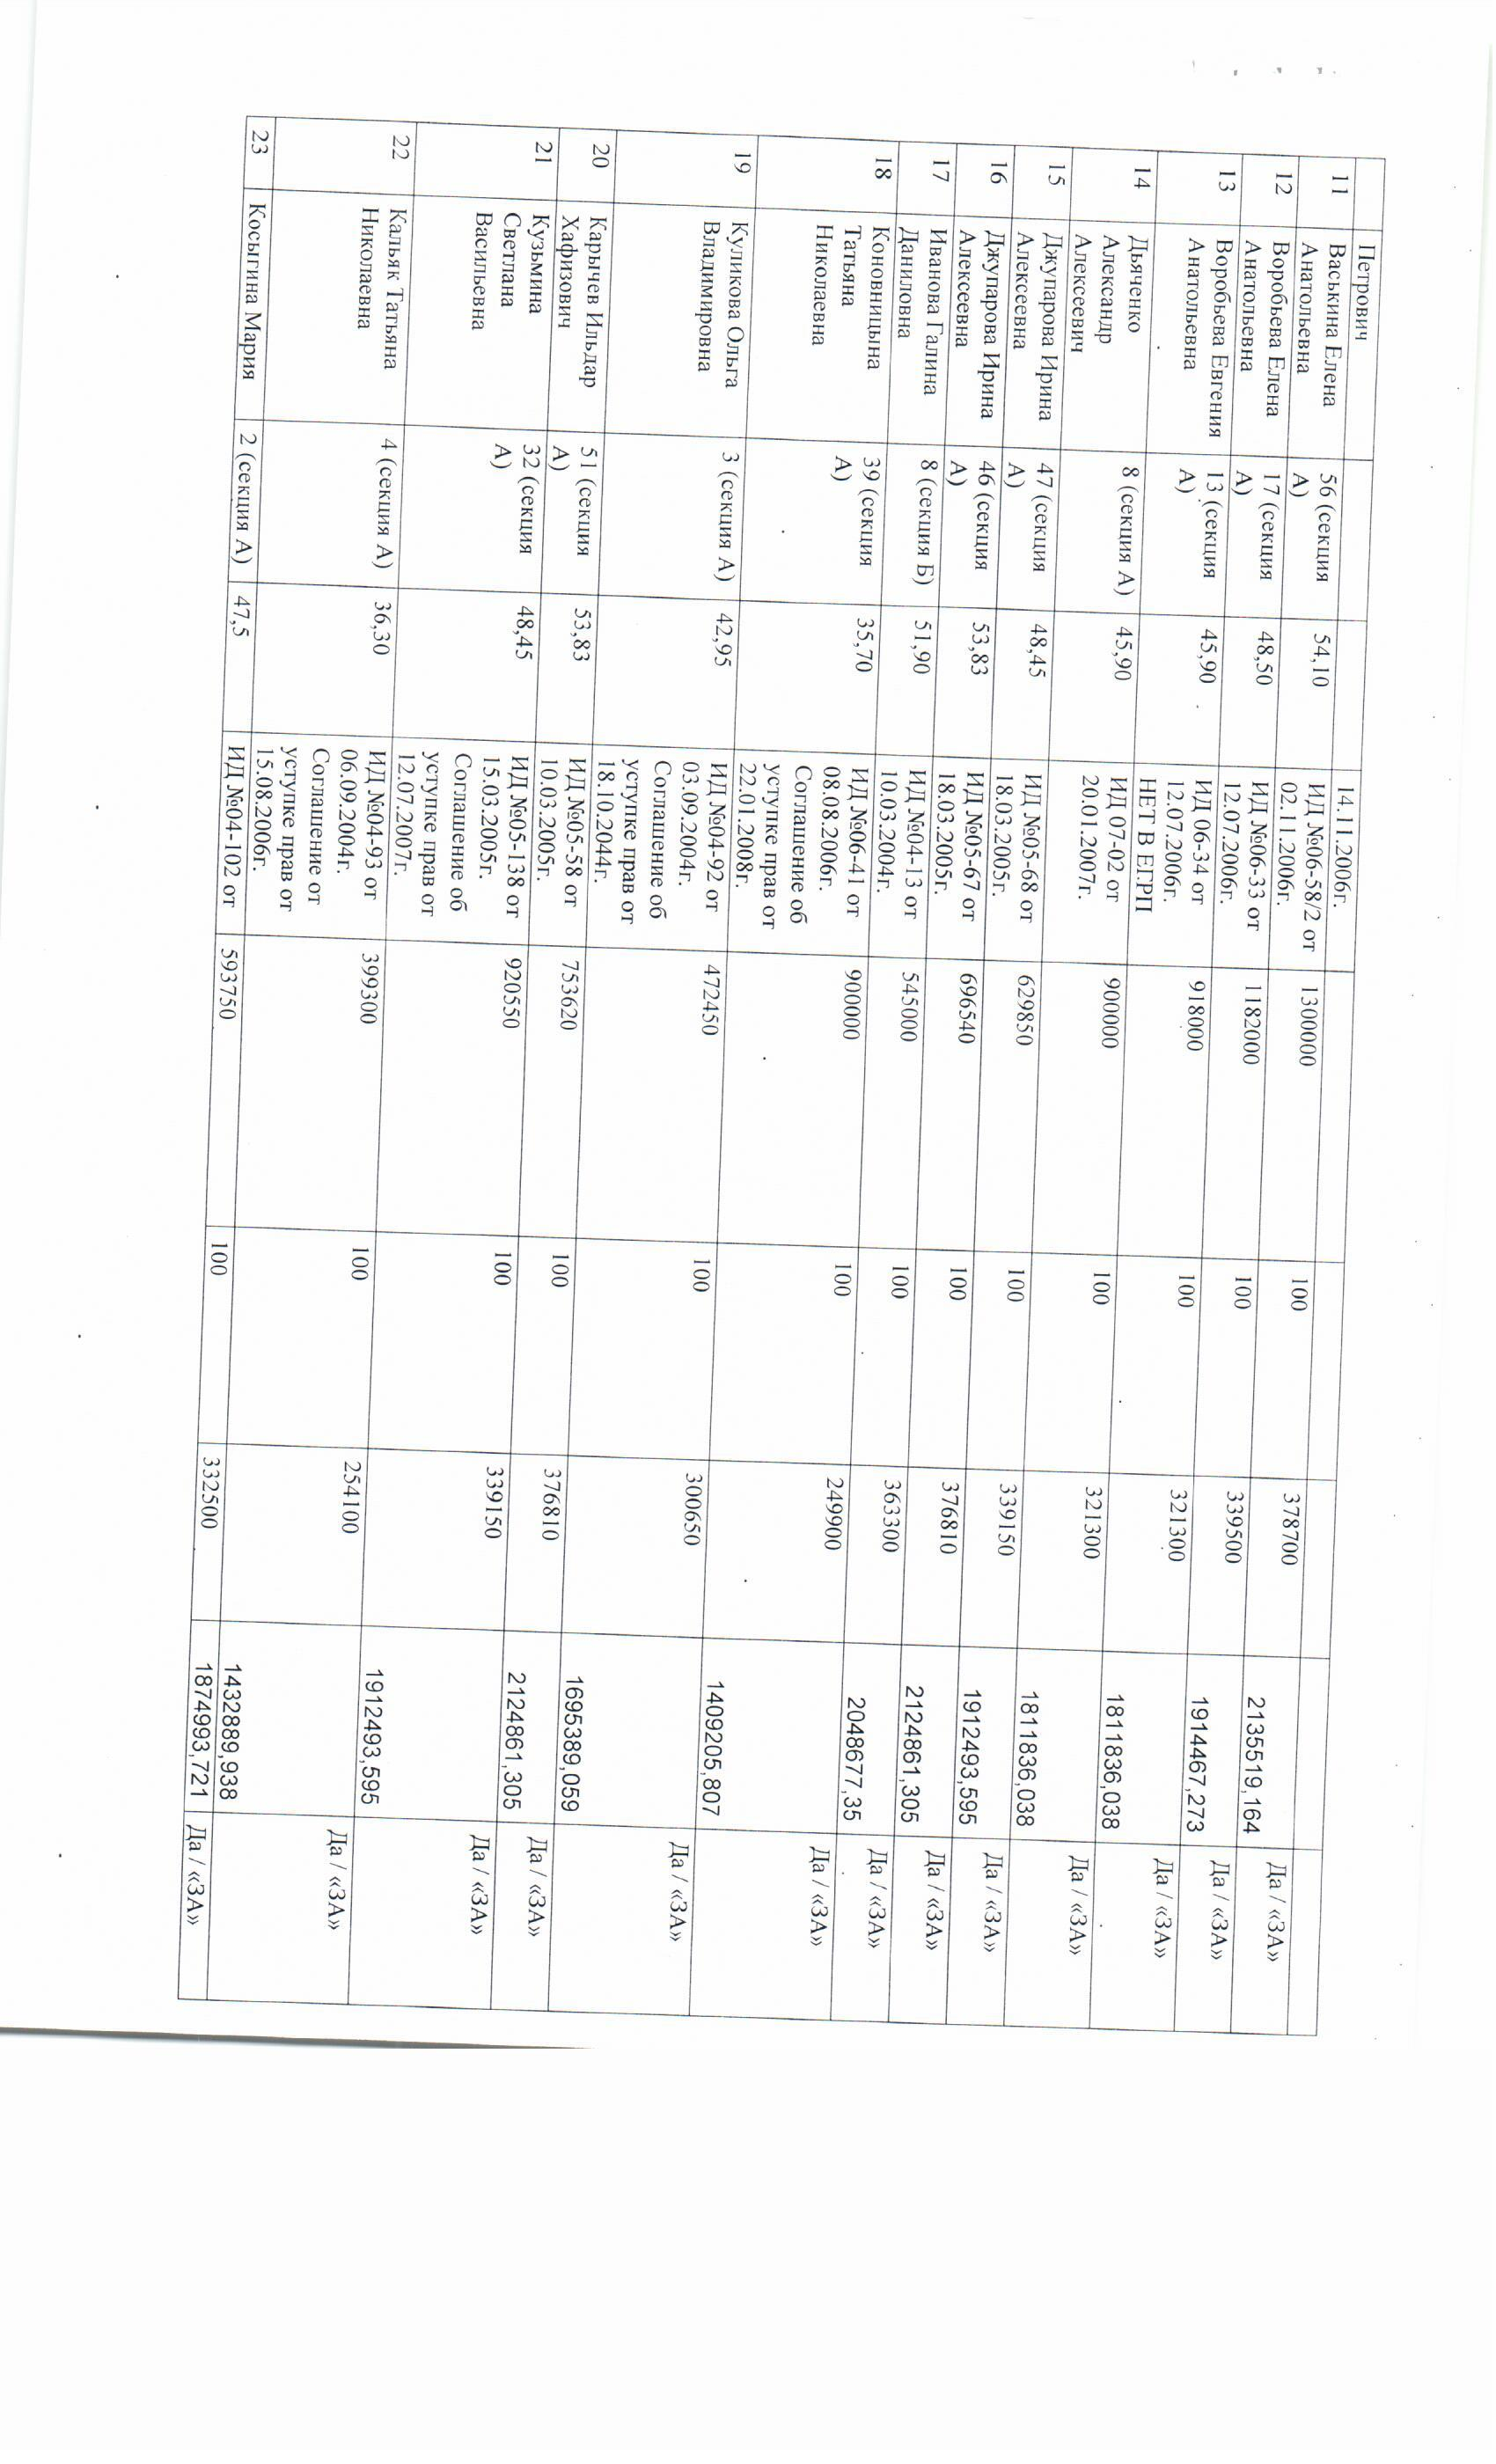 Петрович 14.11.2006г.
11 Васькина Елена 56 (секция 54,10 ИД №06-58/2 от 1300000 100 378700 Да / «ЗА»
Анатольевна А) 02.11.2006г. 2135519,164
12 Воробьева Елена 17 (секция 48,50 ИД №06-33 от 1182000 100 339500 Да / «ЗА»
Анатольевна А) 12.07.2006г. 1914467,273
13 Воробьева Евгения 13 (секция 45,90 ИД 06-34 от 918000 100 321300 Да / «ЗА»
Анатольевна А) 12.07.2006г.
НЕТ В ЕГРП 1811836,038
14 Дьяченко 8 (секция А) 45,90 ИД 07-02 от 900000 100 321300 Да / «ЗА»
Александр 20.01.2007г.
Алексеевич 1811836,038
15 Джупарова Ирина 47 (секция 48,45 ИД №05-68 от 629850 100 339150 Да / «ЗА»
Алексеевна А) 18.03.2005г. 1912493,595
16 Джупарова Ирина 46 (секция 53,83 ИД №05-67 от 696540 100 376810 Да / «ЗА»
Алексеевна А) 18.03.2005г. 2124861,305
17 Иванова Галина 8 (секция Б) 51,90 ИД №04-13 от 545000 100 363300 Да / «ЗА»
Даниловна 10.03.2004г. 2048677,35
18 Коновницына 39 (секция 35,70 ИД №06-41 от 900000 100 249900 Да / «ЗА»
Татьяна А) 08.08.2006г.
Николаевна Соглашение об
уступке прав от
22.01.2008г. 1409205,807
19 Куликова Ольга 3 (секция А) 42,95 ИД №04-92 от 472450 100 300650 Да / «ЗА»
Владимировна 03.09.2004г.
Соглашение об
уступке прав от
18.10.2044г. 1695389,059
20 Карычев Ильдар 51 (секция 53,83 ИД №05-58 от 753620 100 376810 Да / «ЗА»
Хафизович А) 10.03.2005г. 2124861,305
21 Кузьмина 32 (секция 48,45 ИД №05-138 от 920550 100 339150 Да / «ЗА»
Светлана А) 15.03.2005г.
Васильевна Соглашение об
уступке прав от
12.07.2007г. 1912493,595
22 Кальяк Татьяна 4 (секция А) 36,30 ИД №04-93 от 399300 100 254100 Да / «ЗА»
Николаевна 06.09.2004г.
Соглашение от
уступке прав от
15.08.2006г. 1432889,938
23 Косыгина Мария 2 (секция А) 47,5 ИД №04-102 от 593750 100 332500 1874993,721 Да / «ЗА»